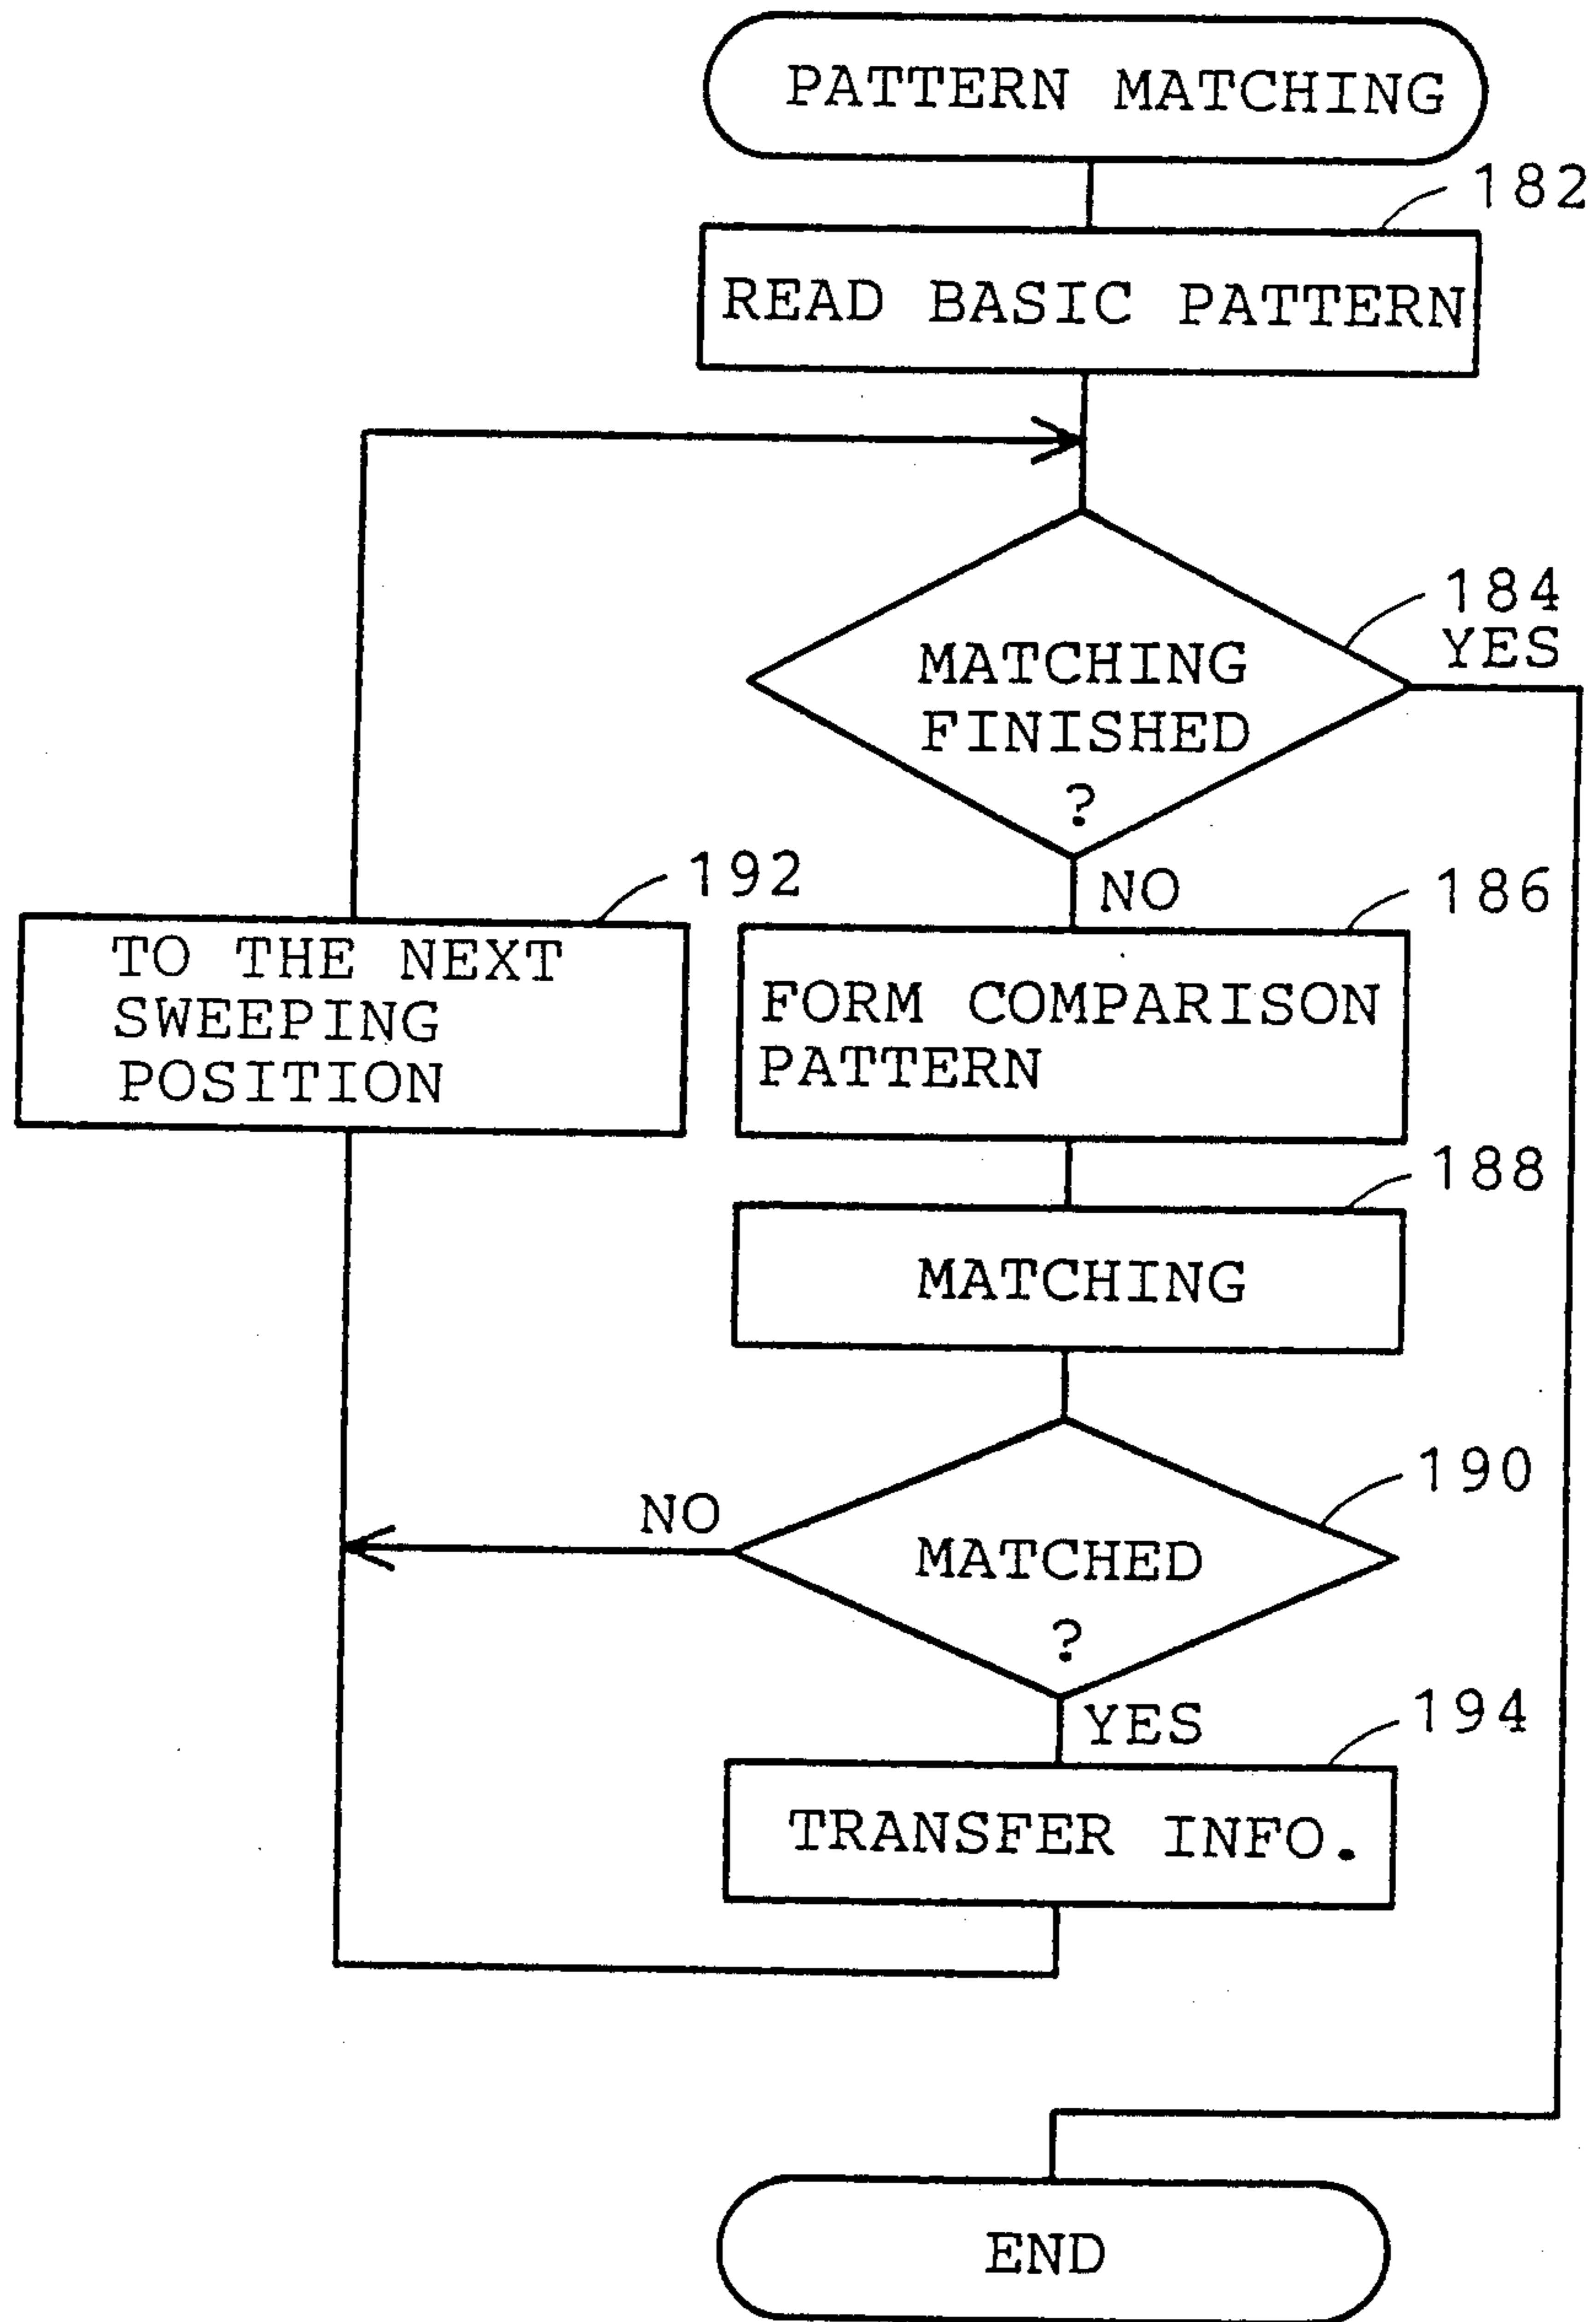 PATTERN MATCHING
182
READ BASIC PATTERN
184
YES
MATCHING
FINISHED
?
NO
192
TO THE NEXT
SWEEPING
POSITION
186
FORM COMPARISON
PATTERN
188
MATCHING
190
NO
MATCHED
?
YES
194
TRANSFER INFO.
END